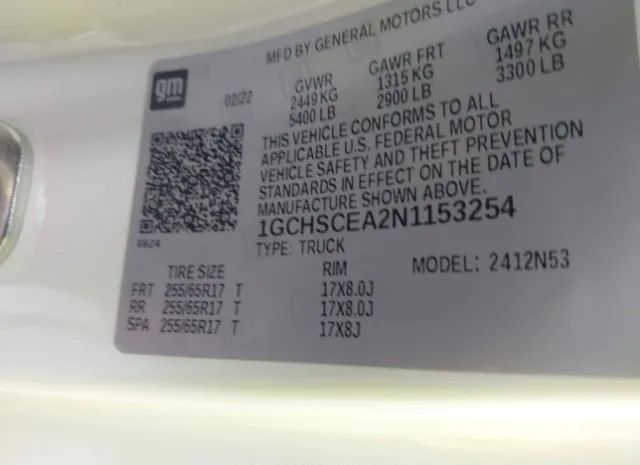 MFD BY GENERAL MOTORS LLC
gm
02/22
GVWR GAWR FRT GAWR RR
2449 KG 1315 KG 1497 KG
5400 LB 2900 LB 3300 LB
THIS VEHICLE CONFORMS TO ALL
APPLICABLE U.S. FEDERAL MOTOR
VEHICLE SAFETY AND THEFT PREVENTION
STANDARDS IN EFFECT ON THE DATE OF
MANUFACTURE SHOWN ABOVE.
1GCHSCEA2N1153254
8624
TYPE: TRUCK
MODEL: 2412N53
TIRE SIZE RIM
FRT 255/65R17 T 17X8.0J
RR 255/65R17 T 17X8.0J
SPA 255/65R17 T 17X8J